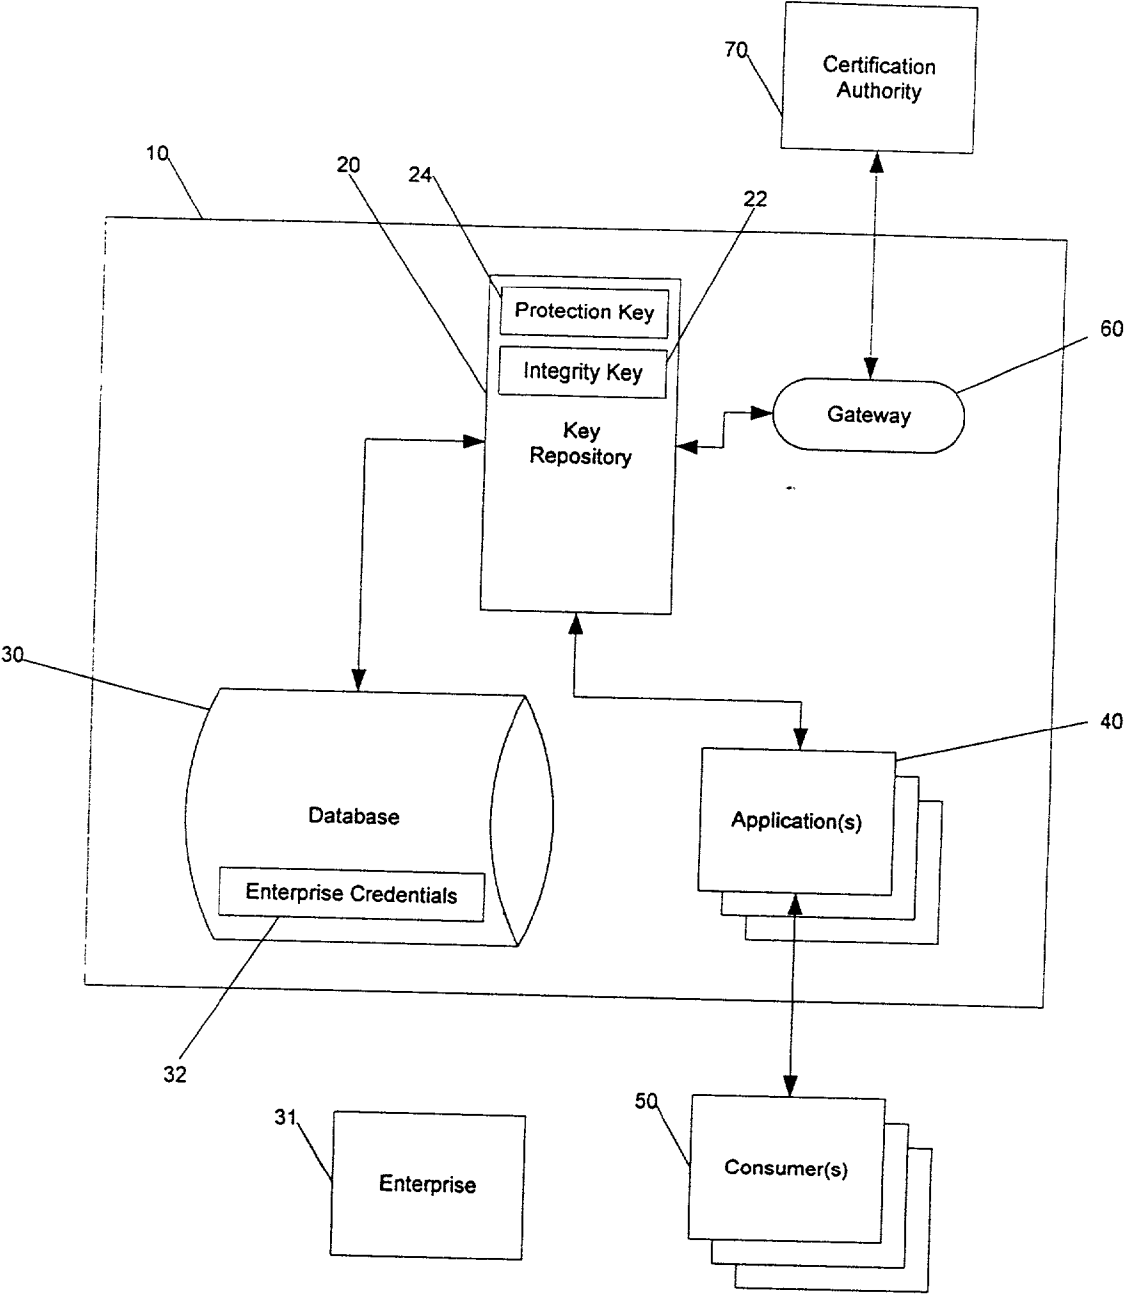 70
Certification
Authority
10
20
24
22
Protection Key
Integrity Key
Key
Repository
60
Gateway
30
Database
Enterprise Credentials
40
Application(s)
32
31
Enterprise
50
Consumer(s)